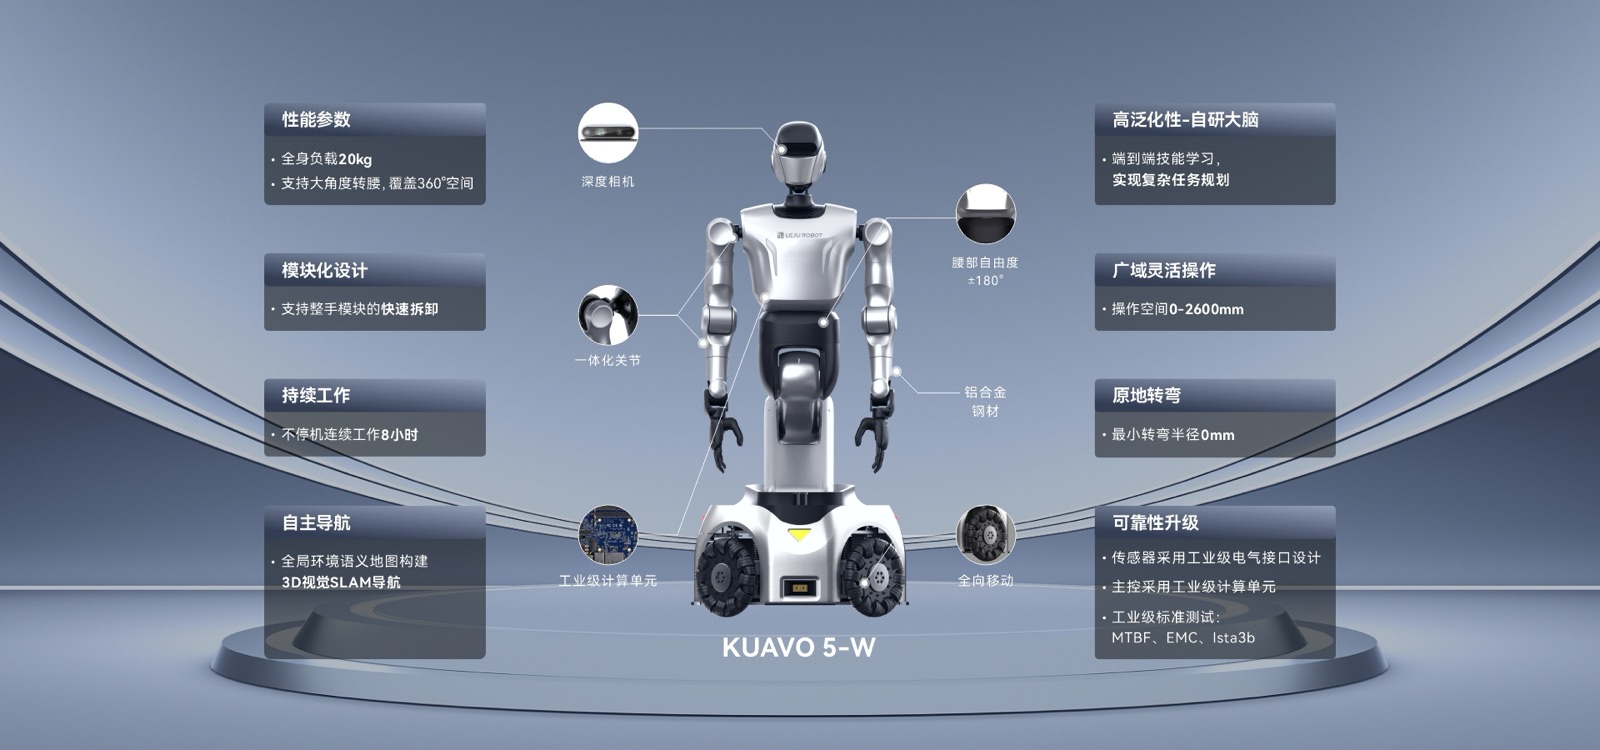 性能参数
• 全身负载20kg
• 支持大角度转腰，覆盖360°空间
模块化设计
• 支持整手模块的快速拆卸
持续工作
• 不停机连续工作8小时
自主导航
• 全局环境语义地图构建
3D视觉SLAM导航
深度相机
一体化关节
工业级计算单元
LEJU ROBOT
腰部自由度
±180°
铝合金
钢材
全向移动
KUAVO 5-W
高泛化性-自研大脑
• 端到端技能学习，
实现复杂任务规划
广域灵活操作
• 操作空间0-2600mm
原地转弯
• 最小转弯半径0mm
可靠性升级
• 传感器采用工业级电气接口设计
• 主控采用工业级计算单元
• 工业级标准测试：
MTBF、EMC、Ista3b